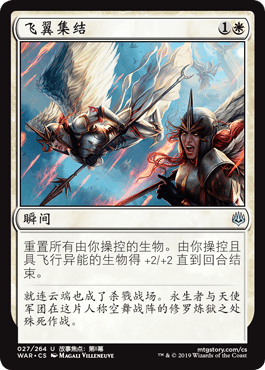 飞翼集结 1
瞬间
重置所有由你操控的生物。由你操控且
具飞行异能的生物得 +2/+2 直到回合结
束。
就连云端也成了杀戮战场。永生者与天使
军团在这片人称空舞战阵的修罗炼狱之处
殊死作战。
027/264 U 故事焦点:第II幕
WAR • CS MAGALI VILLENEUVE
mtgstory.com/cs
™ & © 2019 Wizards of the Coast